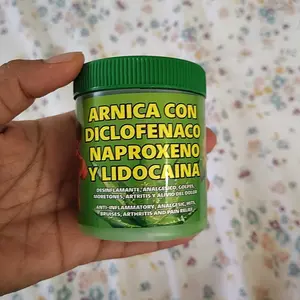 ARNICA CON
DICLOFENACO
NAPROXENO
Y LIDOCAINA
DESINFLAMANTE, ANALGESICO, GOLPES,
MORETONES, ARTRITIS Y ALIVIO DEL DOLOR
ANTI-INFLAMMATORY, ANALGESIC, HITS,
BRUISES, ARTHRITIS AND PAIN RELIEF